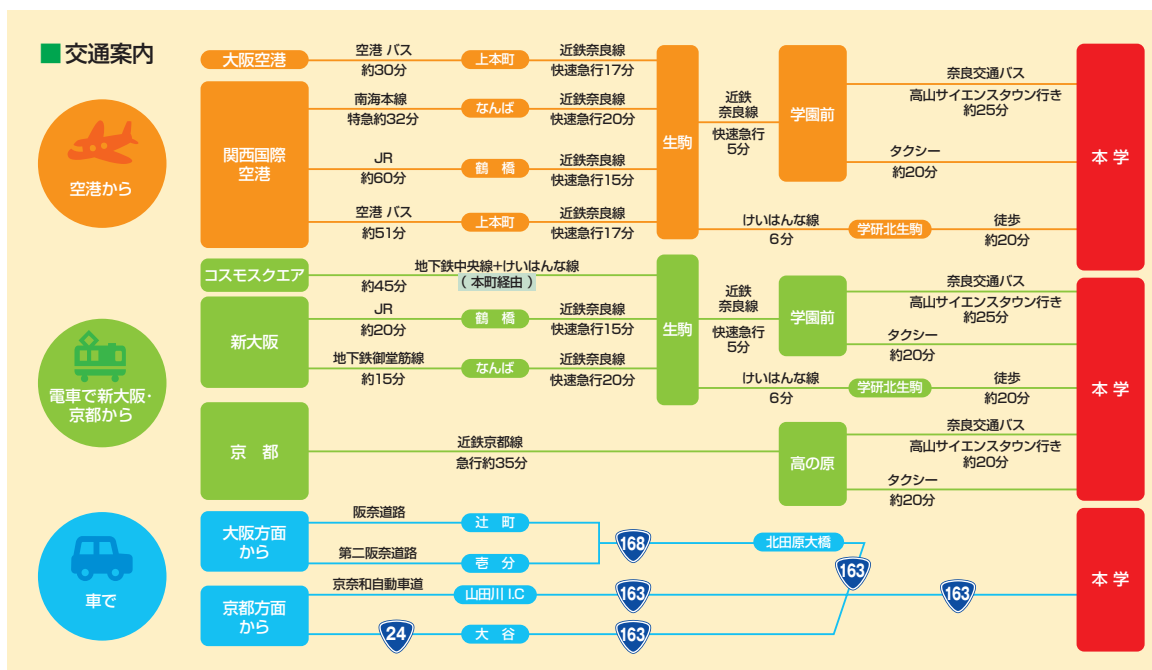 ■交通案内
空港から
大阪空港
空港 バス
約30分
上本町
近鉄奈良線
快速急行17分
関西国際
空港
南海本線
特急約32分
なんば
近鉄奈良線
快速急行20分
JR
約60分
鶴 橋
近鉄奈良線
快速急行15分
空港 バス
約51分
上本町
近鉄奈良線
快速急行17分
生駒
近鉄
奈良線
快速急行
5分
学園前
奈良交通バス
高山サイエンスタウン行き
約25分
タクシー
約20分
けいはんな線
6分
学研北生駒
徒歩
約20分
本 学
電車で新大阪・
京都から
コスモスクエア
地下鉄中央線+けいはんな線
約45分
( 本町経由 )
新大阪
JR
約20分
鶴 橋
近鉄奈良線
快速急行15分
地下鉄御堂筋線
約15分
なんば
近鉄奈良線
快速急行20分
生駒
近鉄
奈良線
快速急行
5分
学園前
奈良交通バス
高山サイエンスタウン行き
約25分
タクシー
約20分
けいはんな線
6分
学研北生駒
徒歩
約20分
京 都
近鉄京都線
急行約35分
高の原
奈良交通バス
高山サイエンスタウン行き
約20分
タクシー
約20分
本 学
車で
大阪方面
から
阪奈道路
辻 町
第二阪奈道路
壱 分
168
北田原大橋
163
京都方面
から
京奈和自動車道
山田川 I.C
163
163
24
大 谷
163
本 学